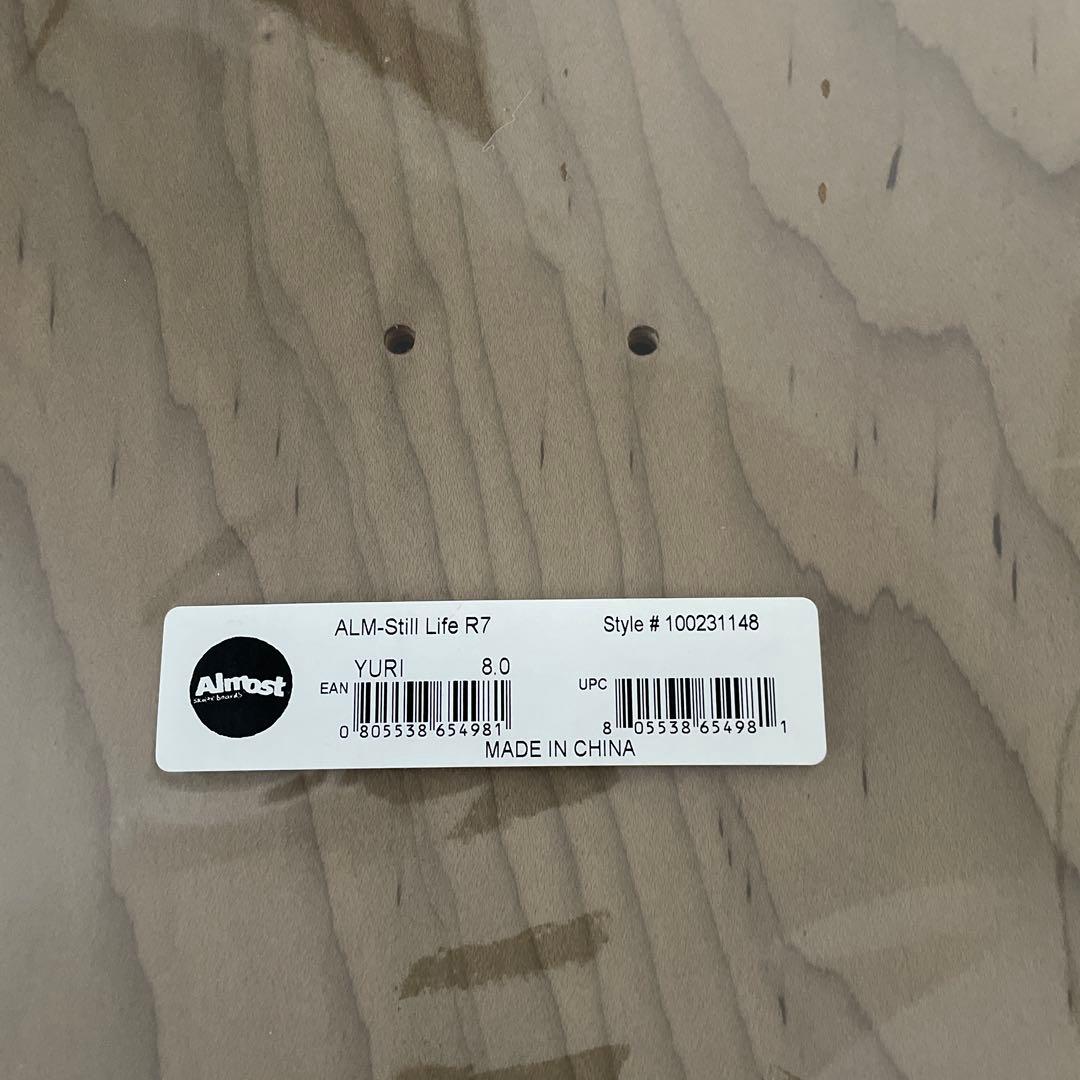 ALM-Still Life R7
Style # 100231148
Almost
skateboards
YURI 8.0
EAN
0 805538 654981
UPC
8 05538 65498 1
MADE IN CHINA